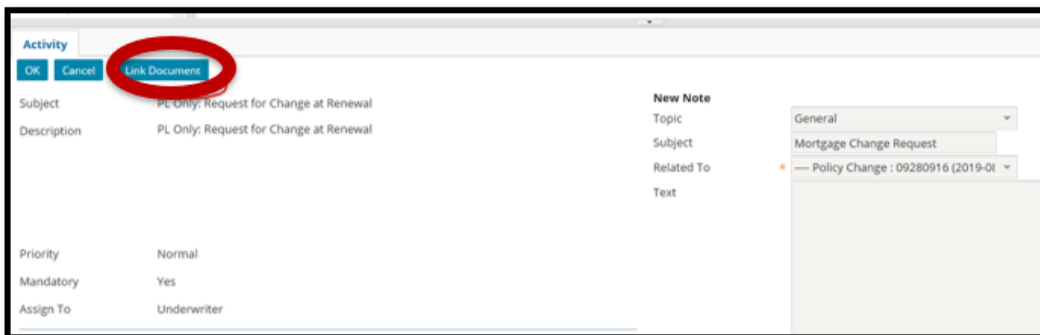 Activity
OK Cancel Link Document
Subject PL Only: Request for Change at Renewal
Description PL Only: Request for Change at Renewal
Priority Normal
Mandatory Yes
Assign To Underwriter
New Note
Topic General
Subject Mortgage Change Request
Related To * ---- Policy Change : 09280916 (2019-08
Text